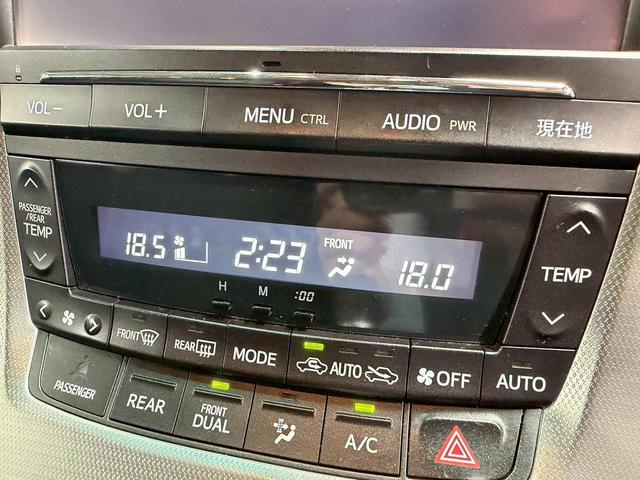 VOL− VOL+ MENU CTRL AUDIO PWR 現在地
PASSENGER
/REAR
TEMP
18.5 2:23 FRONT 18.0
TEMP
H M :00
FRONT REAR MODE AUTO OFF AUTO
PASSENGER
REAR
FRONT
DUAL
A/C